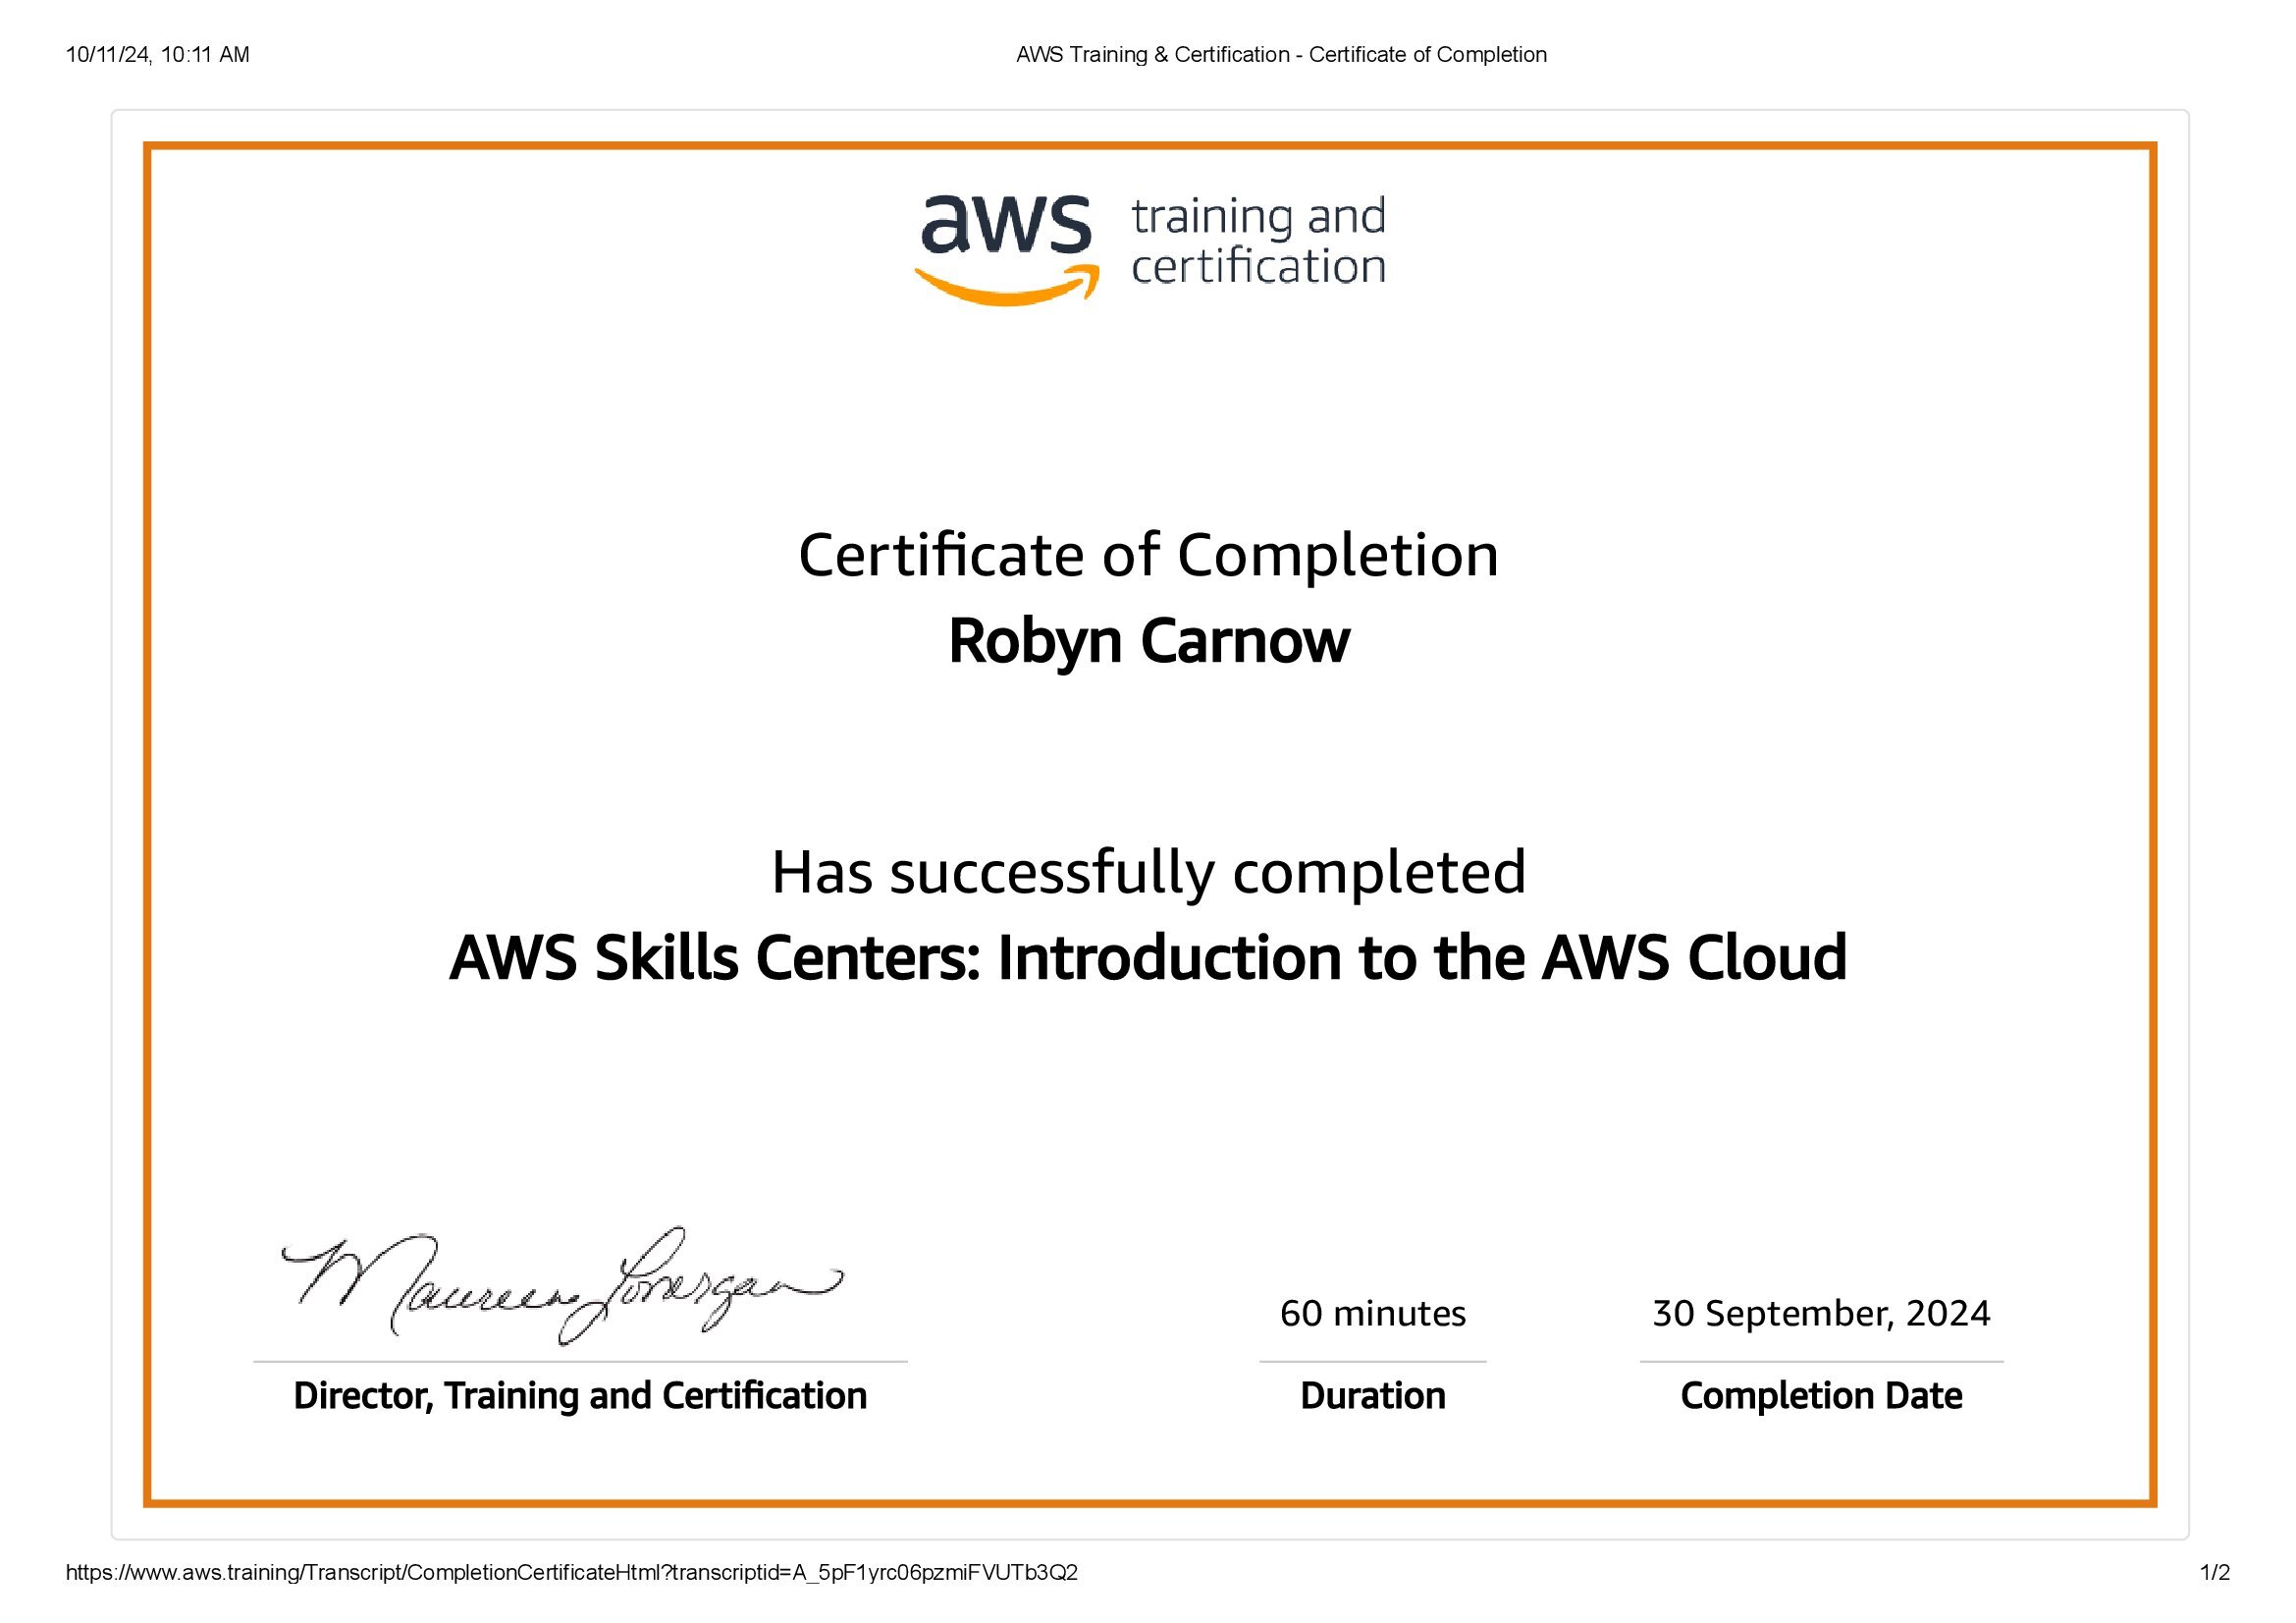 10/11/24, 10:11 AM
AWS Training & Certification - Certificate of Completion
aws
training and
certification
Certificate of Completion
Robyn Carnow
Has successfully completed
AWS Skills Centers: Introduction to the AWS Cloud
Maureen Lonergan
60 minutes
30 September, 2024
Director, Training and Certification
Duration
Completion Date
https://www.aws.training/Transcript/CompletionCertificateHtml?transcriptid=A_5pF1yrc06pzmiFVUTb3Q2
1/2